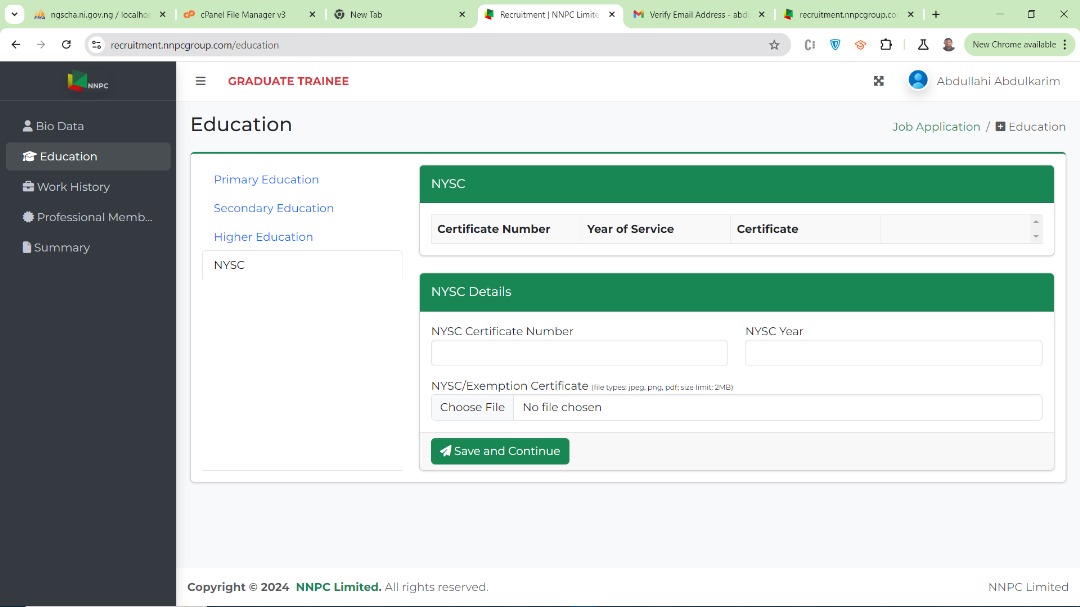 ngscha.ni.gov.ng / localhos
cPanel File Manager v3
New Tab
Recruitment | NNPC Limite
Verify Email Address - abd
recruitment.nnpcgroup.co
recruitment.nnpcgroup.com/education
New Chrome available
NNPC
GRADUATE TRAINEE
Abdullahi Abdulkarim
Bio Data
Education
Work History
Professional Memb...
Summary
Education
Job Application / Education
Primary Education
Secondary Education
Higher Education
NYSC
NYSC
Certificate Number Year of Service Certificate
NYSC Details
NYSC Certificate Number NYSC Year
NYSC/Exemption Certificate (file types: jpeg, png, pdf; size limit: 2MB)
Choose File No file chosen
Save and Continue
Copyright © 2024 NNPC Limited. All rights reserved.
NNPC Limited